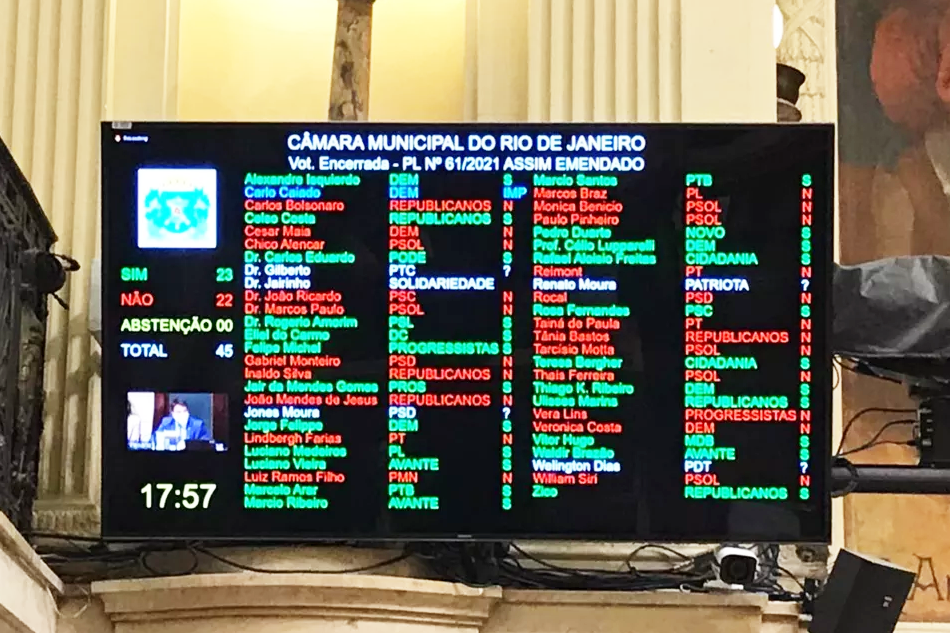 CÂMARA MUNICIPAL DO RIO DE JANEIRO
Vot. Encerrada - PL Nº 61/2021 ASSIM EMENDADO
Alexandre Isquierdo DEM S
Carlo Caiado DEM IMP
Carlos Bolsonaro REPUBLICANOS N
Celso Costa REPUBLICANOS S
Cesar Maia DEM N
Chico Alencar PSOL N
Dr. Carlos Eduardo PODE S
Dr. Gilberto PTC ?
Dr. Jairinho SOLIDARIEDADE
Dr. João Ricardo PSC N
Dr. Marcos Paulo PSOL N
Dr. Rogerio Amorim PSL S
Eliel do Carmo DC S
Felipe Michel PROGRESSISTAS S
Gabriel Monteiro PSD N
Inaldo Silva REPUBLICANOS N
Jair da Mendes Gomes PROS S
João Mendes de Jesus REPUBLICANOS N
Jones Moura PSD ?
Jorge Felippe DEM S
Lindbergh Farias PT N
Luciano Medeiros PL S
Luciano Vieira AVANTE S
Luiz Ramos Filho PMN N
Marcelo Arar PTB S
Marcio Ribeiro AVANTE S
Marcio Santos PTB S
Marcos Braz PL N
Monica Benicio PSOL N
Paulo Pinheiro PSOL N
Pedro Duarte NOVO S
Prof. Célio Lupparelli DEM S
Rafael Aloisio Freitas CIDADANIA S
Reimont PT N
Renato Moura PATRIOTA ?
Rocal PSD N
Rosa Fernandes PSC S
Tainá de Paula PT N
Tânia Bastos REPUBLICANOS N
Tarcísio Motta PSOL N
Teresa Bergher CIDADANIA S
Thais Ferreira PSOL N
Thiago K. Ribeiro DEM S
Ulisses Marins REPUBLICANOS S
Vera Lins PROGRESSISTAS N
Veronica Costa DEM N
Vitor Hugo MDB S
Waldir Brazão AVANTE S
Welington Dias PDT ?
William Siri PSOL N
Zico REPUBLICANOS S
SIM 23
NÃO 22
ABSTENÇÃO 00
TOTAL 45
17:57